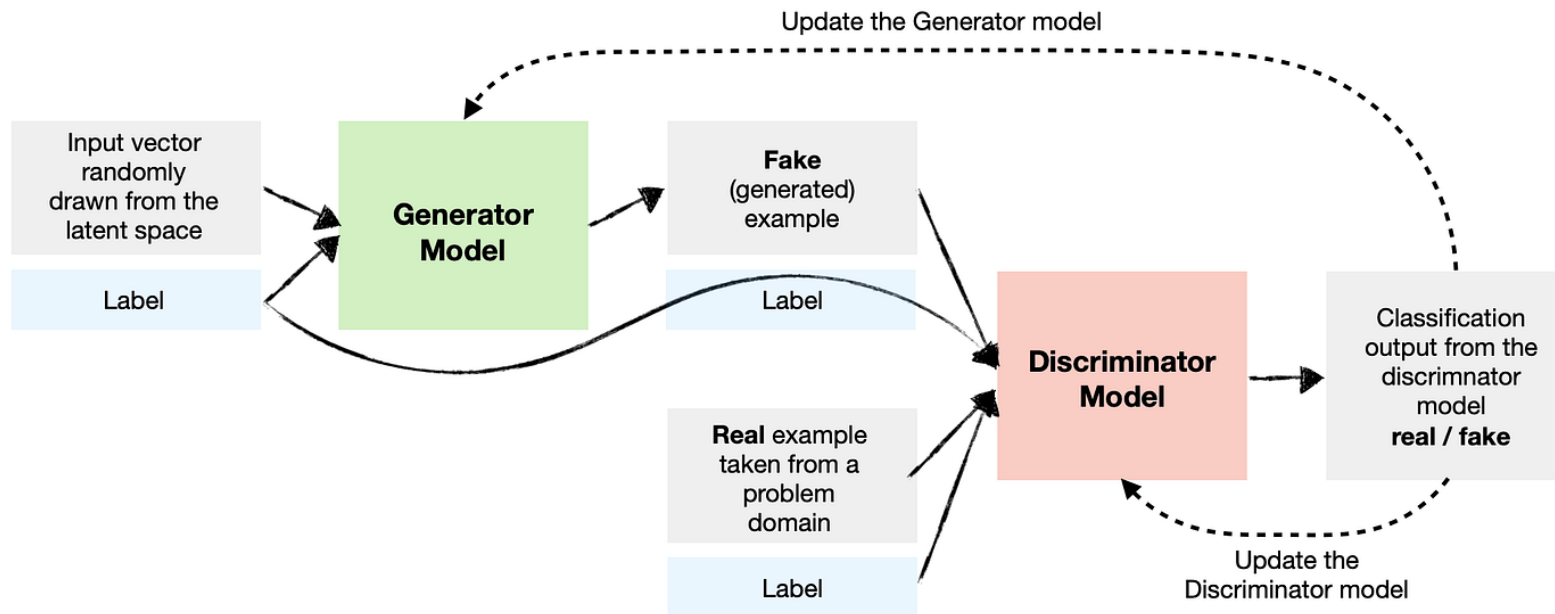 Update the Generator model
Input vector
randomly
drawn from the
latent space
Label
Generator
Model
Fake
(generated)
example
Label
Real example
taken from a
problem
domain
Label
Discriminator
Model
Classification
output from the
discrimnator
model
real / fake
Update the
Discriminator model